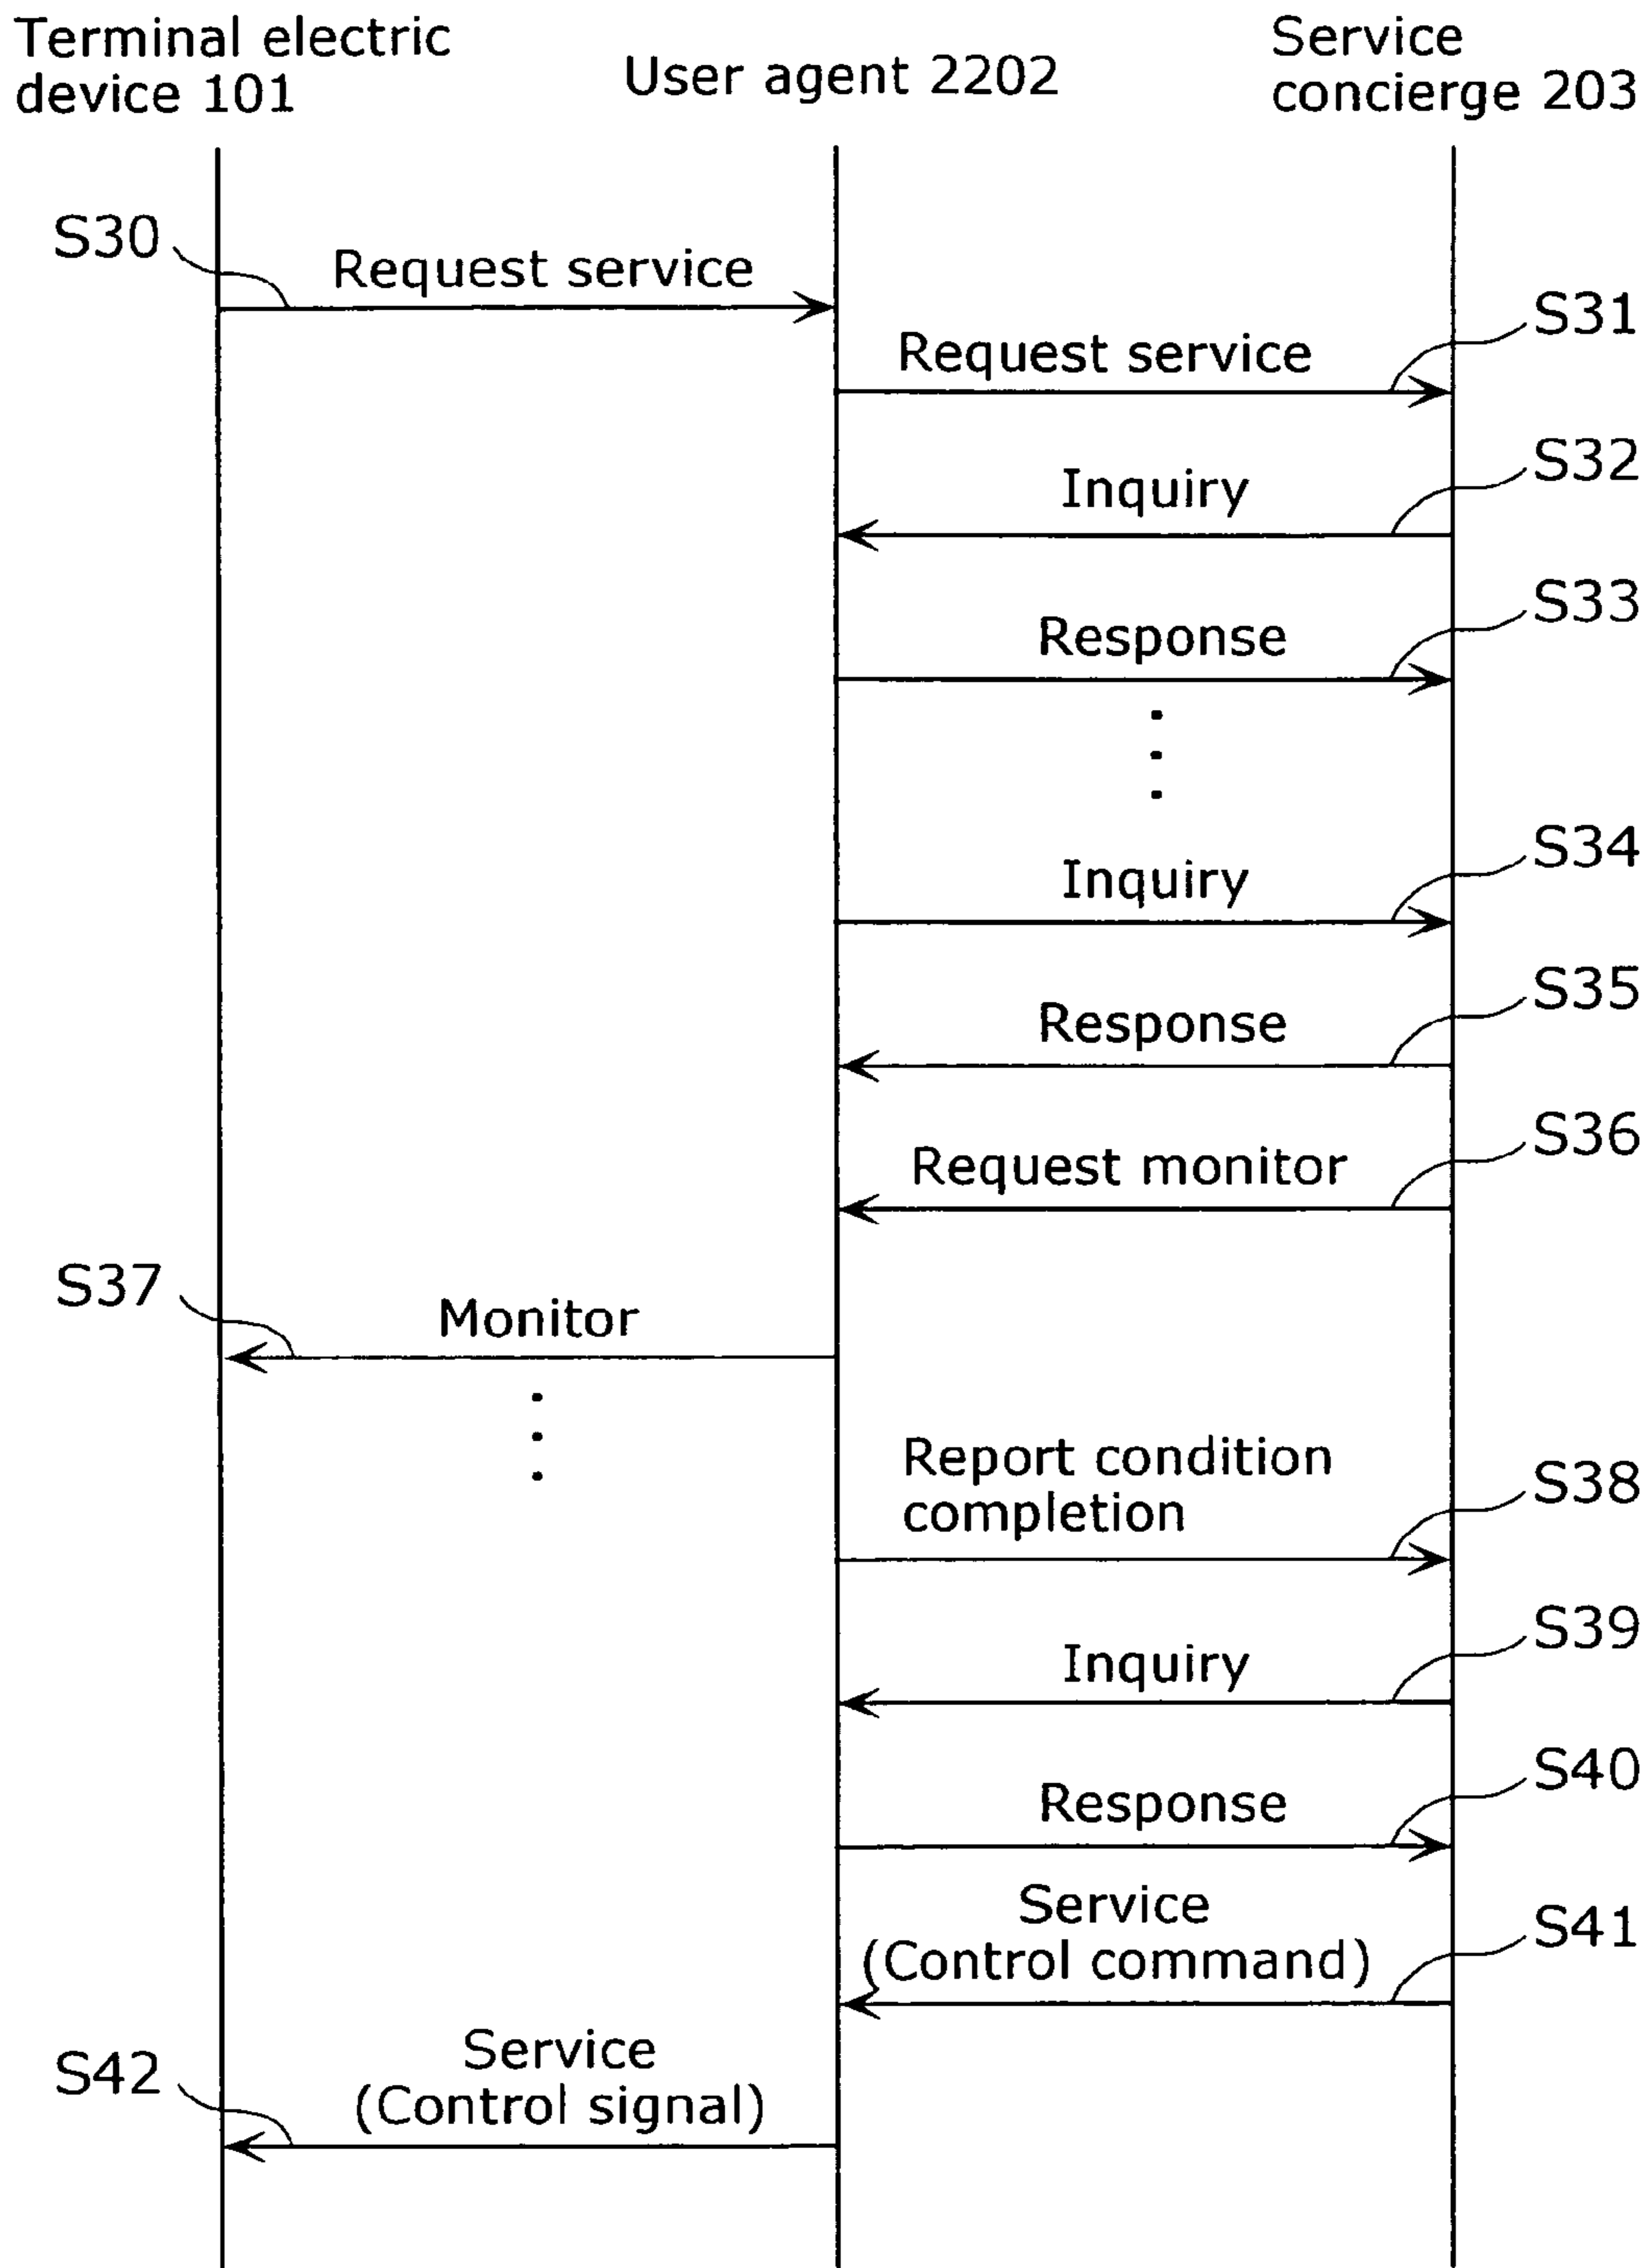 Terminal electric
device 101
User agent 2202
Service
concierge 203
S30
Request service
S31
Request service
S32
Inquiry
S33
Response
S34
Inquiry
S35
Response
S36
Request monitor
S37
Monitor
Report condition
completion
S38
S39
Inquiry
S40
Response
Service
(Control command)
S41
Service
(Control signal)
S42